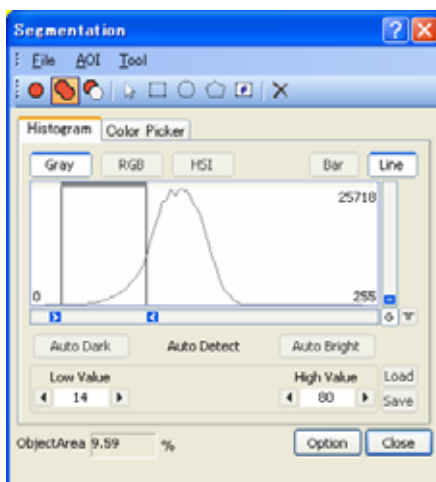 Segmentation
File AOI Tool
Histogram Color Picker
Gray RGB HSI Bar Line
25718
0 255
Auto Dark Auto Detect Auto Bright
Low Value High Value Load
14 80 Save
ObjectArea 9.59 % Option Close